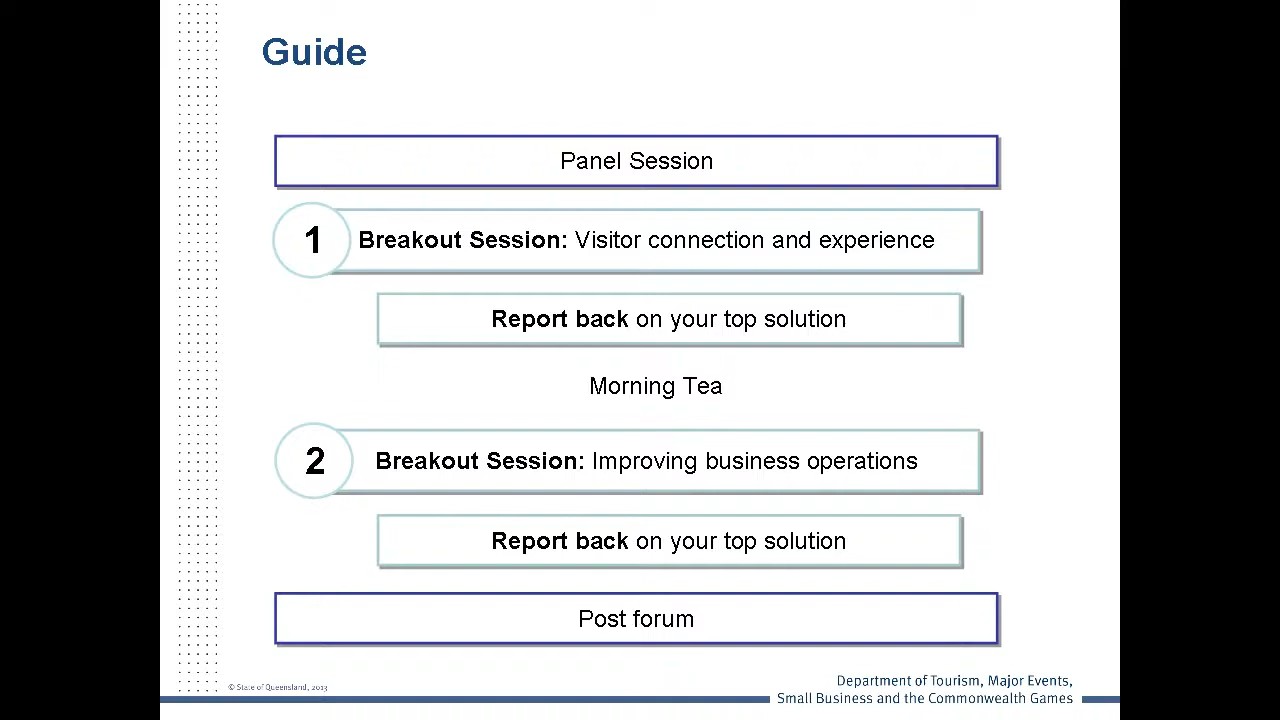 Guide
Panel Session
1
Breakout Session: Visitor connection and experience
Report back on your top solution
Morning Tea
2
Breakout Session: Improving business operations
Report back on your top solution
Post forum
© State of Queensland, 2013
Department of Tourism, Major Events,
Small Business and the Commonwealth Games